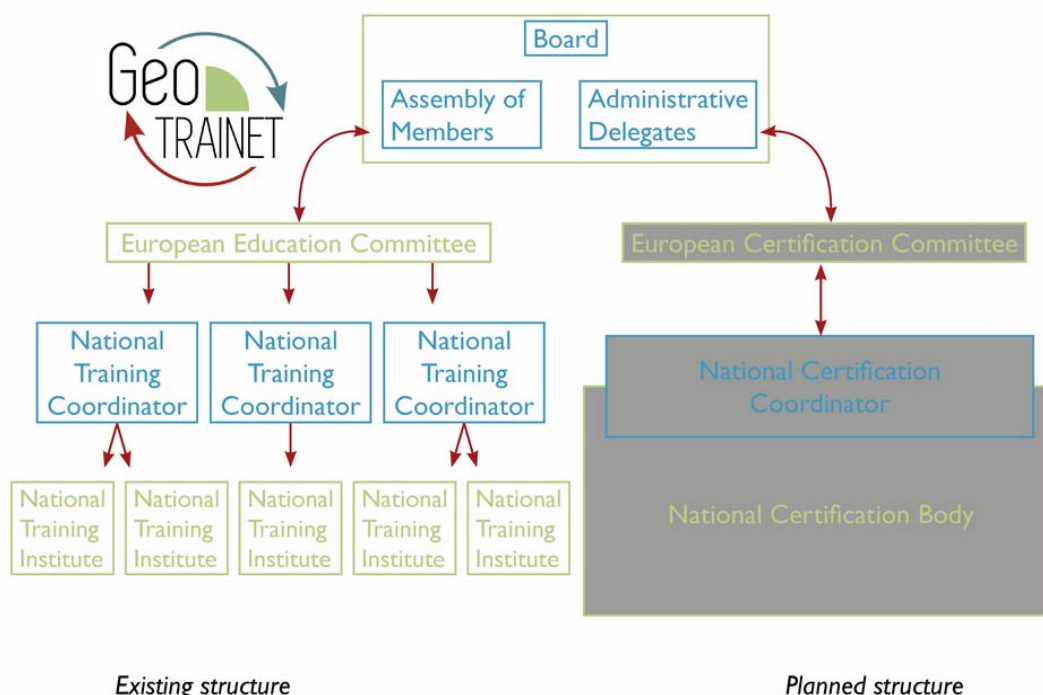 Geo
TRAINET
Board
Assembly of
Members
Administrative
Delegates
European Education Committee
European Certification Committee
National
Training
Coordinator
National
Training
Coordinator
National
Training
Coordinator
National Certification
Coordinator
National
Training
Institute
National
Training
Institute
National
Training
Institute
National
Training
Institute
National
Training
Institute
National Certification Body
Existing structure
Planned structure